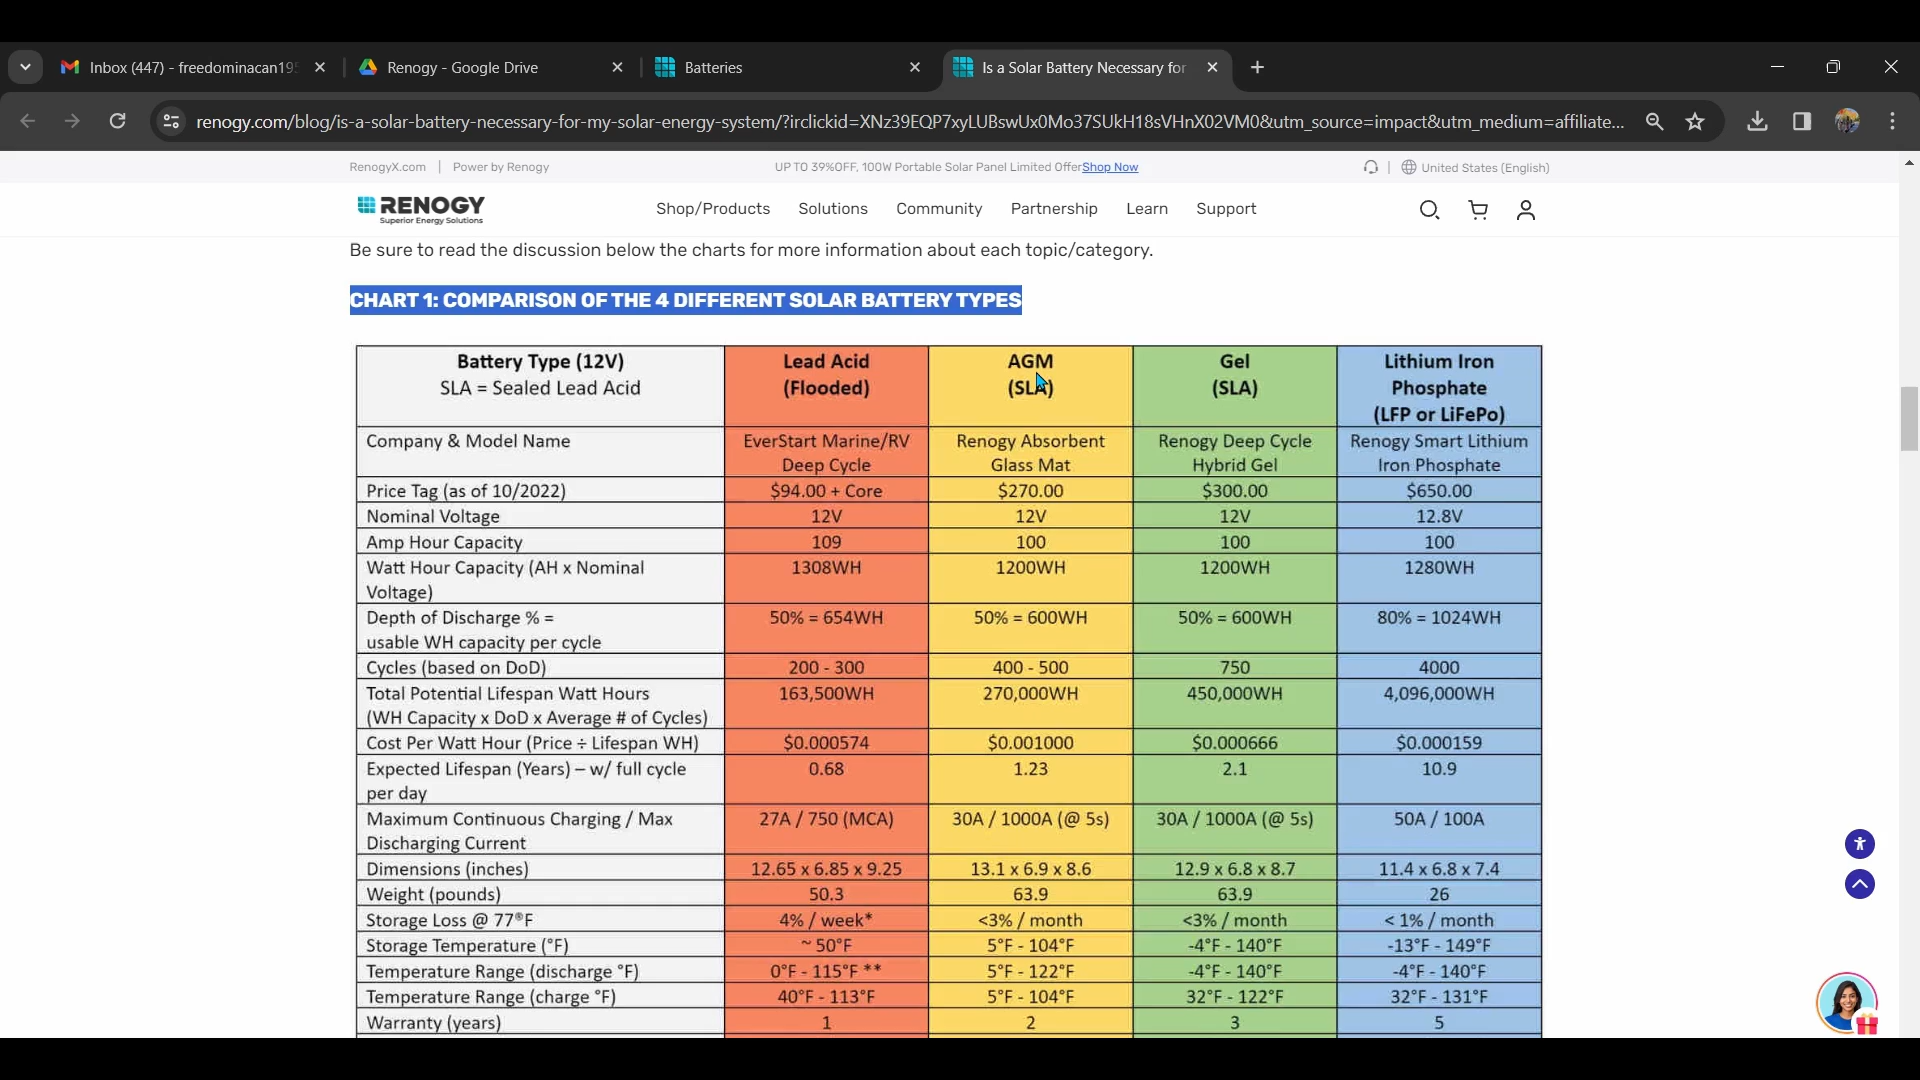 Inbox (447) - freedominacan195
Renogy - Google Drive
Batteries
Is a Solar Battery Necessary for
renogy.com/blog/is-a-solar-battery-necessary-for-my-solar-energy-system/?irclickid=XNz39EQP7xyLUBswUx0Mo37SUkH18sVHnX02VM0&utm_source=impact&utm_medium=affiliate...
RenogyX.com | Power by Renogy
UP TO 39%OFF, 100W Portable Solar Panel Limited OfferShop Now
United States (English)
RENOGY
Superior Energy Solutions
Shop/Products Solutions Community Partnership Learn Support
Be sure to read the discussion below the charts for more information about each topic/category.
CHART 1: COMPARISON OF THE 4 DIFFERENT SOLAR BATTERY TYPES
Battery Type (12V) Lead Acid AGM Gel Lithium Iron
SLA = Sealed Lead Acid (Flooded) (SLA) (SLA) Phosphate
(LFP or LiFePo)
Company & Model Name EverStart Marine/RV Renogy Absorbent Renogy Deep Cycle Renogy Smart Lithium
Deep Cycle Glass Mat Hybrid Gel Iron Phosphate
Price Tag (as of 10/2022) $94.00 + Core $270.00 $300.00 $650.00
Nominal Voltage 12V 12V 12V 12.8V
Amp Hour Capacity 109 100 100 100
Watt Hour Capacity (AH x Nominal 1308WH 1200WH 1200WH 1280WH
Voltage)
Depth of Discharge % = 50% = 654WH 50% = 600WH 50% = 600WH 80% = 1024WH
usable WH capacity per cycle
Cycles (based on DoD) 200 - 300 400 - 500 750 4000
Total Potential Lifespan Watt Hours 163,500WH 270,000WH 450,000WH 4,096,000WH
(WH Capacity x DoD x Average # of Cycles)
Cost Per Watt Hour (Price ÷ Lifespan WH) $0.000574 $0.001000 $0.000666 $0.000159
Expected Lifespan (Years) – w/ full cycle 0.68 1.23 2.1 10.9
per day
Maximum Continuous Charging / Max 27A / 750 (MCA) 30A / 1000A (@ 5s) 30A / 1000A (@ 5s) 50A / 100A
Discharging Current
Dimensions (inches) 12.65 x 6.85 x 9.25 13.1 x 6.9 x 8.6 12.9 x 6.8 x 8.7 11.4 x 6.8 x 7.4
Weight (pounds) 50.3 63.9 63.9 26
Storage Loss @ 77®F 4% / week* <3% / month <3% / month < 1% / month
Storage Temperature (°F) ~ 50°F 5°F - 104°F -4°F - 140°F -13°F - 149°F
Temperature Range (discharge °F) 0°F - 115°F ** 5°F - 122°F -4°F - 140°F -4°F - 140°F
Temperature Range (charge °F) 40°F - 113°F 5°F - 104°F 32°F - 122°F 32°F - 131°F
Warranty (years) 1 2 3 5